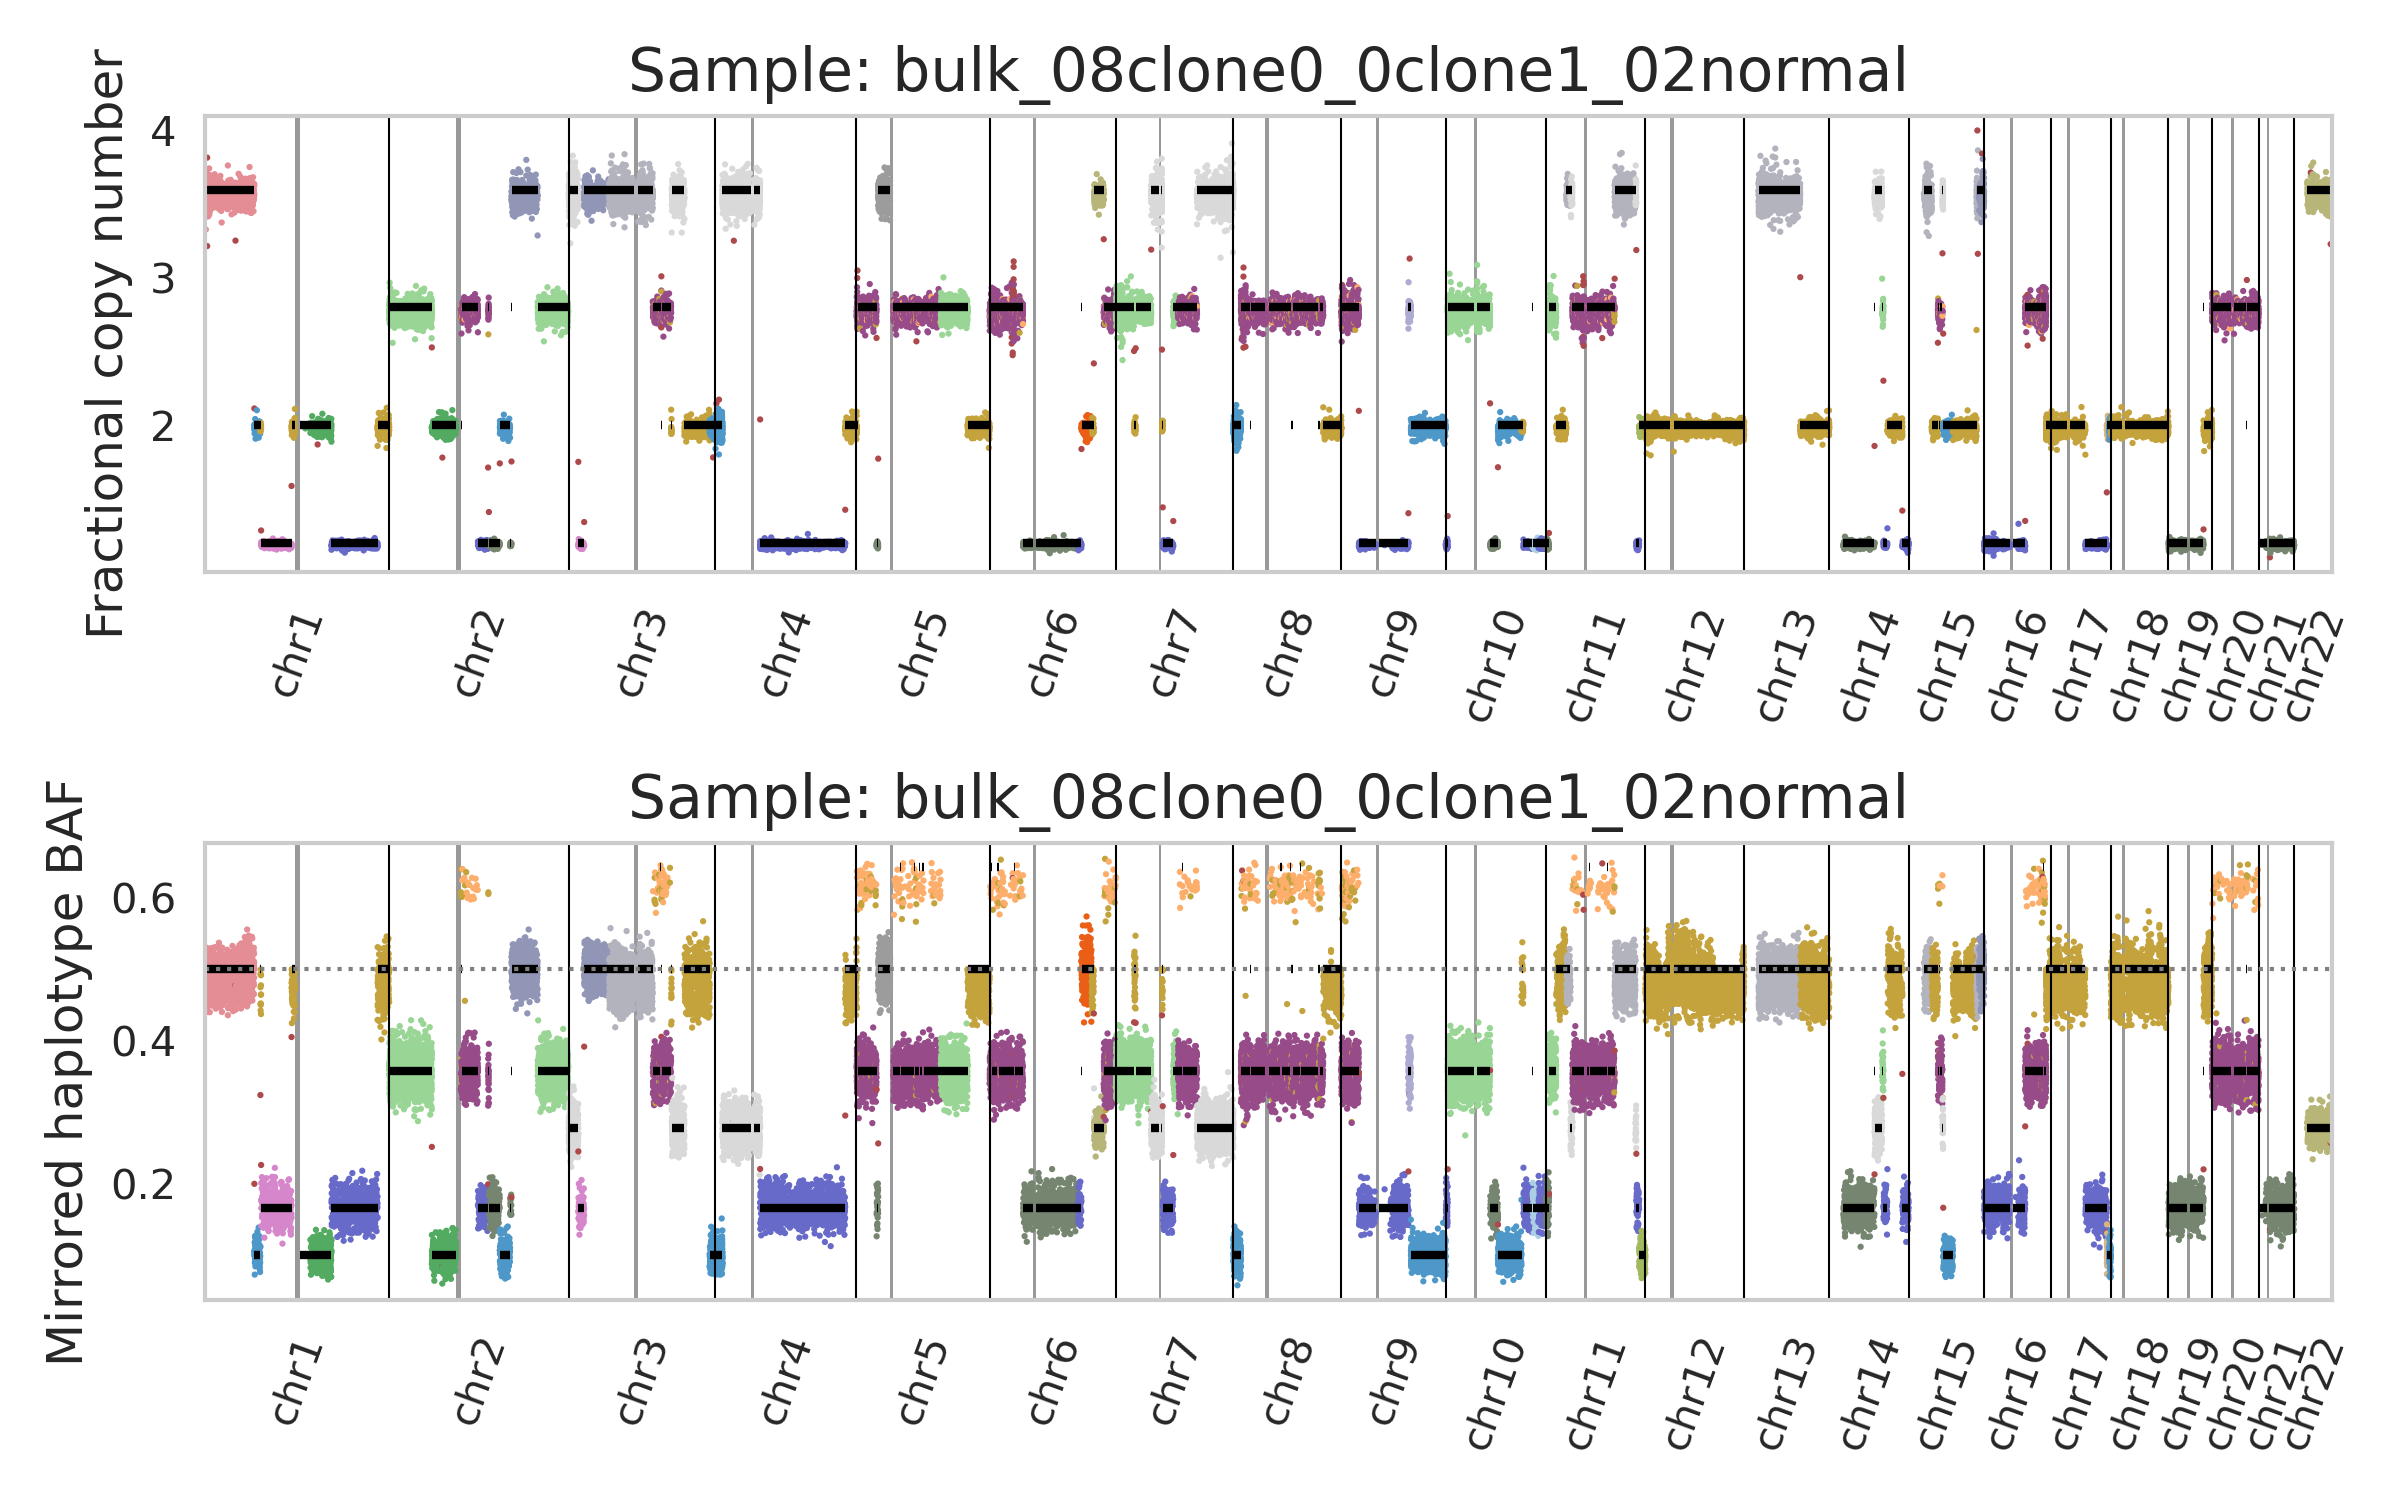 Sample: bulk_08clone0_0clone1_02normal
Fractional copy number
4
3
2
chr1 chr2 chr3 chr4 chr5 chr6 chr7 chr8 chr9 chr10 chr11 chr12 chr13 chr14 chr15 chr16 chr17 chr18 chr19 chr20 chr21 chr22
Sample: bulk_08clone0_0clone1_02normal
Mirrored haplotype BAF
0.6
0.4
0.2
chr1 chr2 chr3 chr4 chr5 chr6 chr7 chr8 chr9 chr10 chr11 chr12 chr13 chr14 chr15 chr16 chr17 chr18 chr19 chr20 chr21 chr22